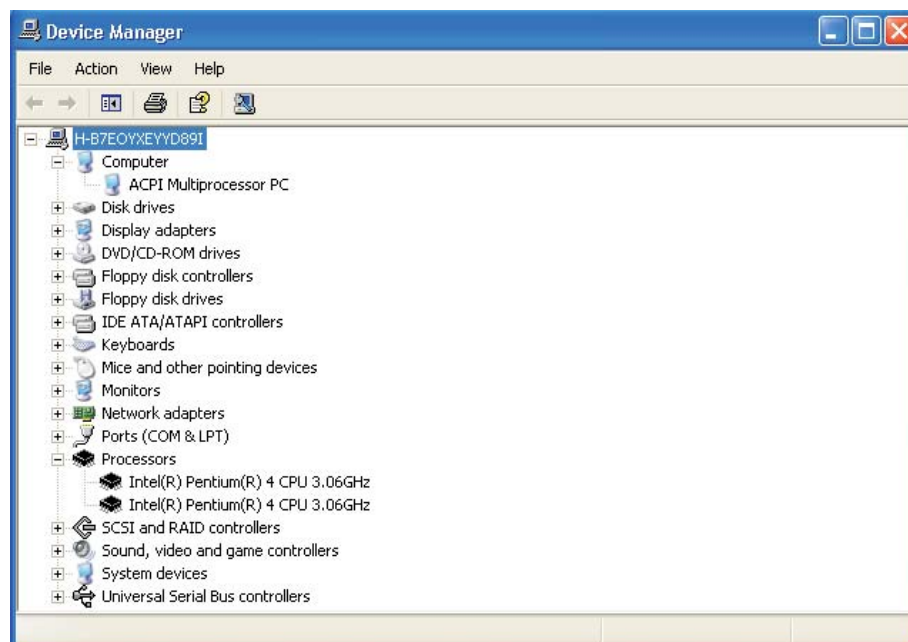 Device Manager
File Action View Help
H-B7EOYXEYYD89I
Computer
ACPI Multiprocessor PC
Disk drives
Display adapters
DVD/CD-ROM drives
Floppy disk controllers
Floppy disk drives
IDE ATA/ATAPI controllers
Keyboards
Mice and other pointing devices
Monitors
Network adapters
Ports (COM & LPT)
Processors
Intel(R) Pentium(R) 4 CPU 3.06GHz
Intel(R) Pentium(R) 4 CPU 3.06GHz
SCSI and RAID controllers
Sound, video and game controllers
System devices
Universal Serial Bus controllers